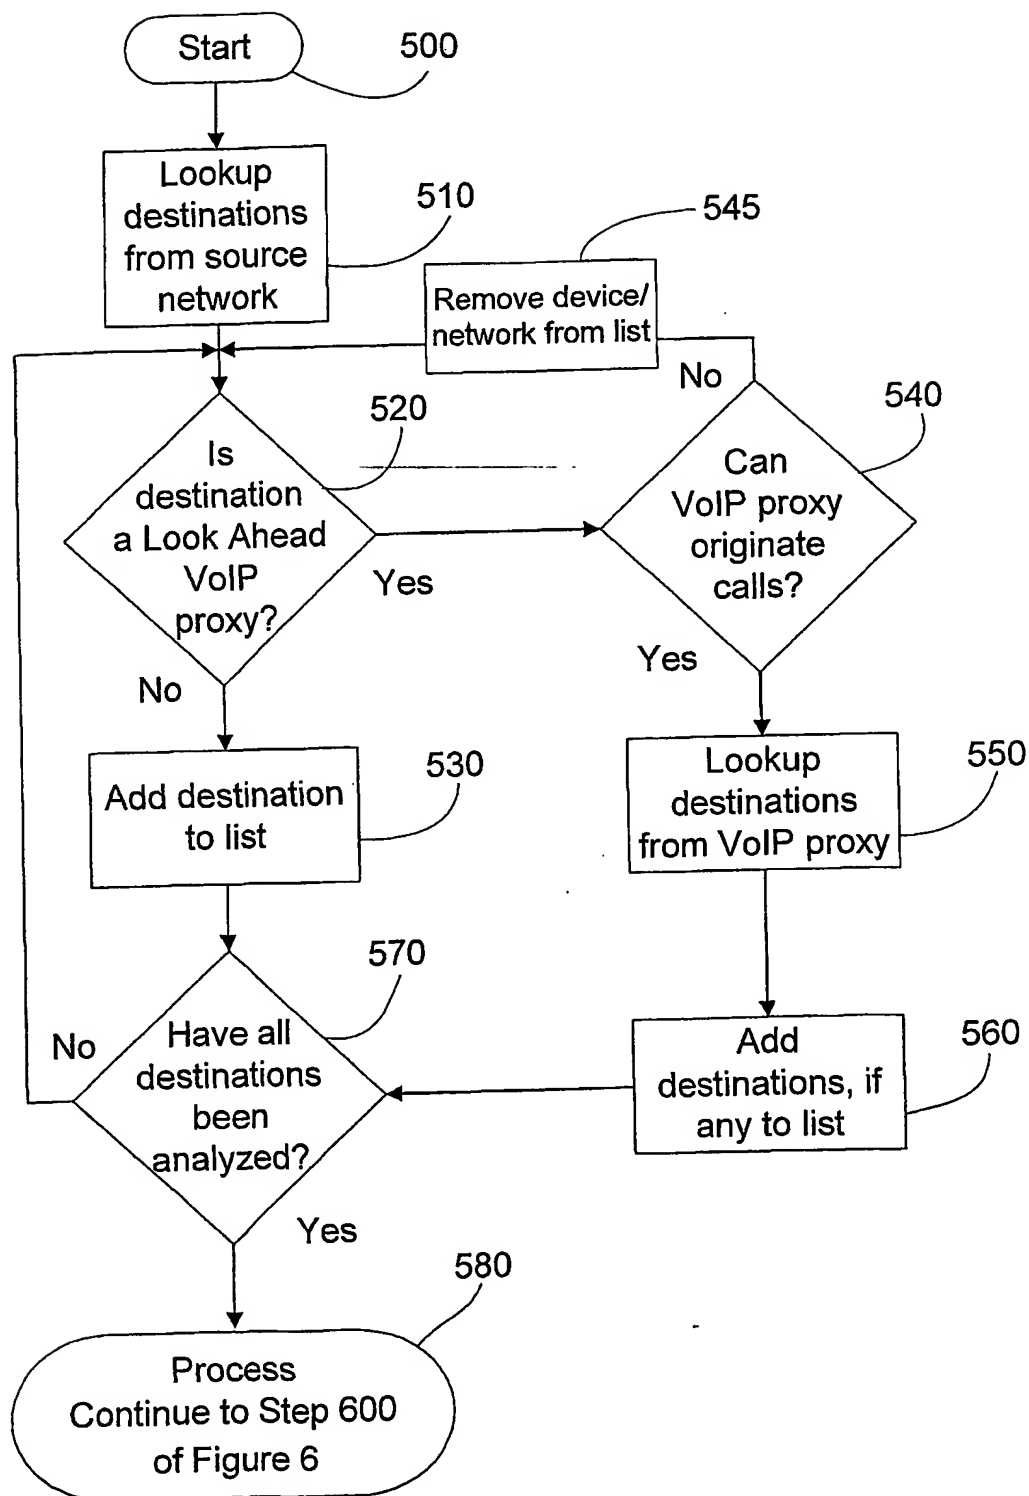 Start
500
Lookup
destinations
from source
network
510
545
Remove device/
network from list
No
520
540
Is
destination
a Look Ahead
VoIP
proxy?
Yes
Can
VoIP proxy
originate
calls?
No
Yes
Add destination
to list
530
Lookup
destinations
from VoIP proxy
550
570
No
Have all
destinations
been
analyzed?
Yes
Add
destinations, if
any to list
560
580
Process
Continue to Step 600
of Figure 6